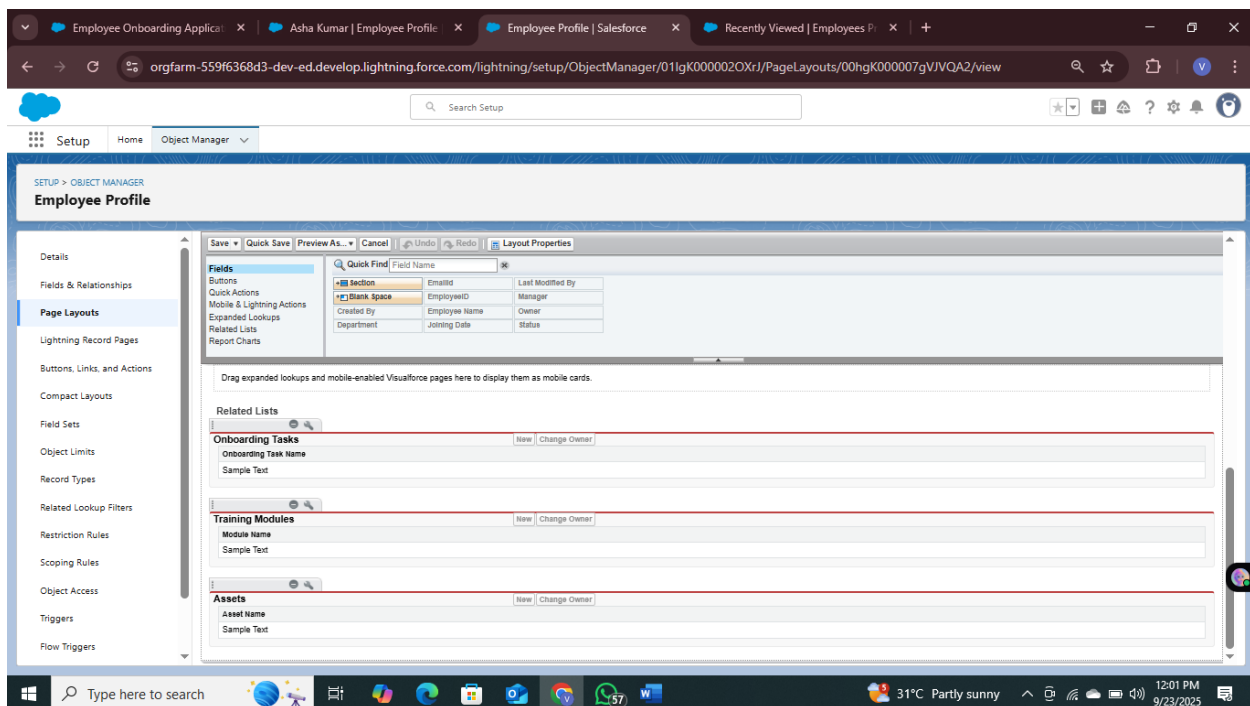 Employee Onboarding Applicat
Asha Kumar | Employee Profile |
Employee Profile | Salesforce
Recently Viewed | Employees Pr
orgfarm-559f6368d3-dev-ed.develop.lightning.force.com/lightning/setup/ObjectManager/01IgK000002OXrJ/PageLayouts/00hgK000007gVJVQA2/view
V
Search Setup
Setup
Home
Object Manager
SETUP > OBJECT MANAGER
Employee Profile
Details
Fields & Relationships
Page Layouts
Lightning Record Pages
Buttons, Links, and Actions
Compact Layouts
Field Sets
Object Limits
Record Types
Related Lookup Filters
Restriction Rules
Scoping Rules
Object Access
Triggers
Flow Triggers
Save Quick Save Preview As... Cancel Undo Redo Layout Properties
Fields
Buttons
Quick Actions
Mobile & Lightning Actions
Expanded Lookups
Related Lists
Report Charts
Quick Find Field Name
Section EmailId Last Modified By
Blank Space EmployeeID Manager
Created By Employee Name Owner
Department Joining Date Status
Drag expanded lookups and mobile-enabled Visualforce pages here to display them as mobile cards.
Related Lists
Onboarding Tasks New Change Owner
Onboarding Task Name
Sample Text
Training Modules New Change Owner
Module Name
Sample Text
Assets New Change Owner
Asset Name
Sample Text
Type here to search
57
5
31°C Partly sunny
12:01 PM
9/23/2025